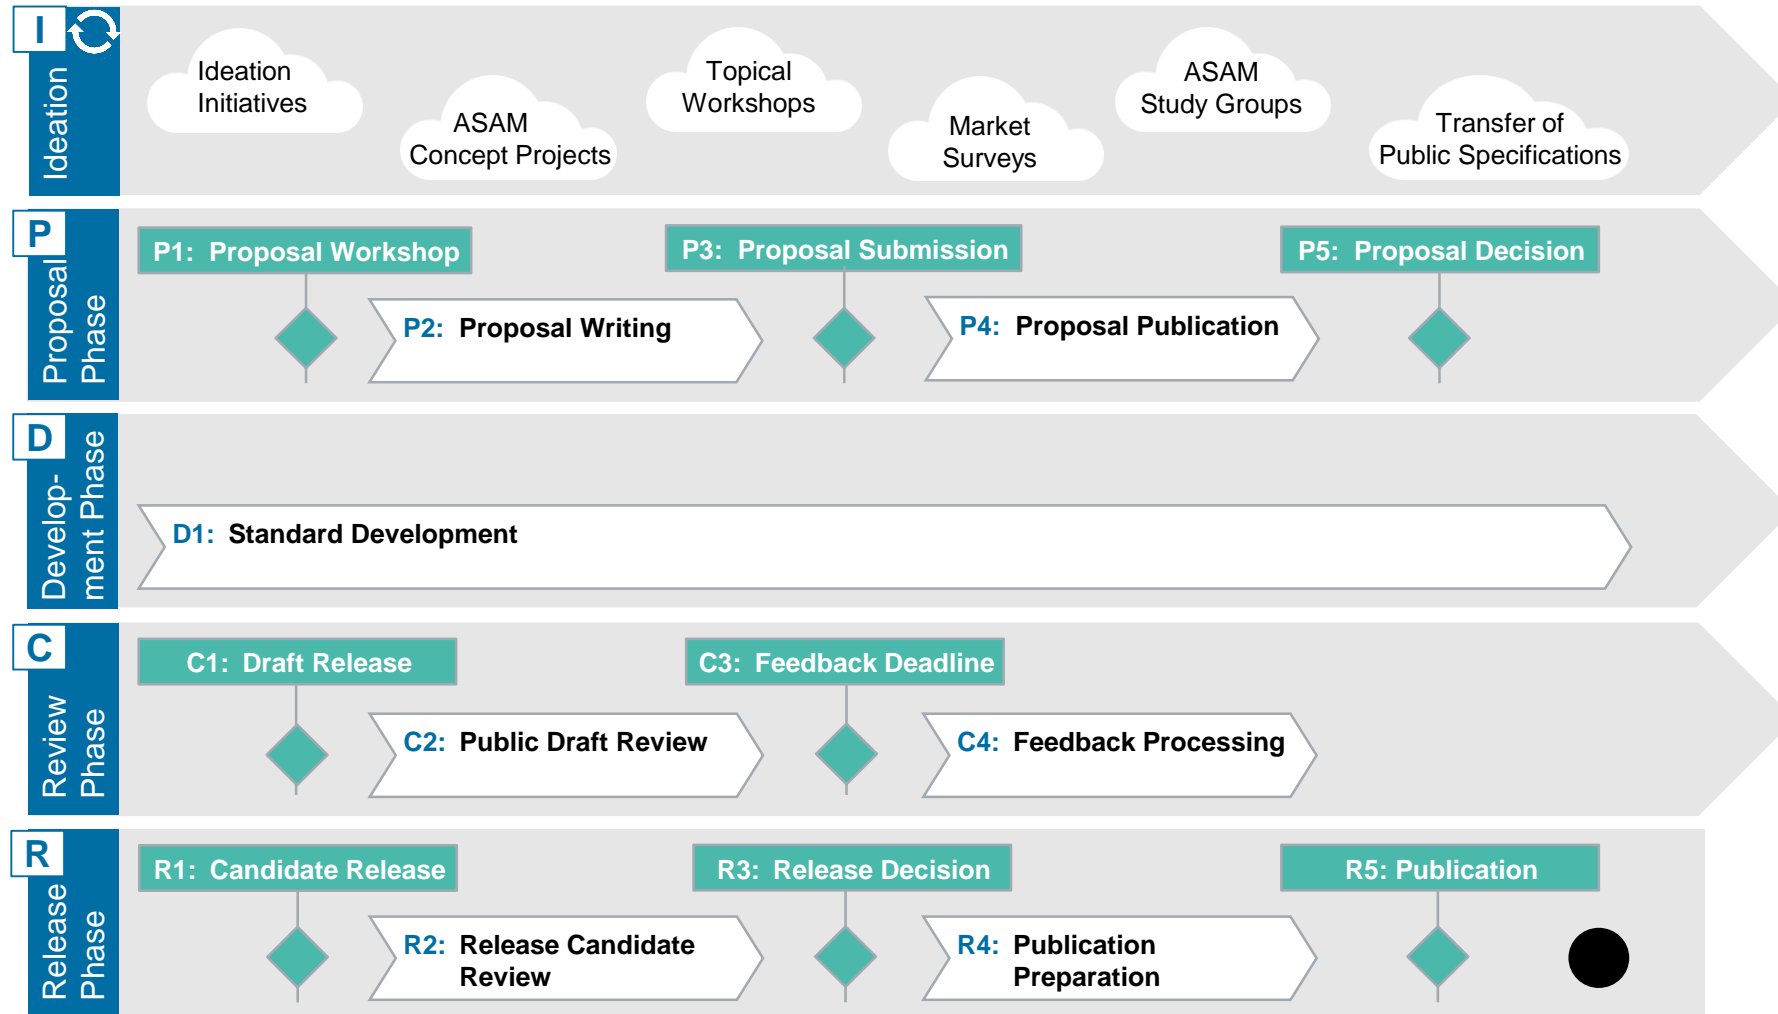 I
Ideation
Ideation
Initiatives
ASAM
Concept Projects
Topical
Workshops
Market
Surveys
ASAM
Study Groups
Transfer of
Public Specifications
P
Proposal
Phase
P1: Proposal Workshop
P2: Proposal Writing
P3: Proposal Submission
P4: Proposal Publication
P5: Proposal Decision
D
Develop-
ment Phase
D1: Standard Development
C
Review
Phase
C1: Draft Release
C2: Public Draft Review
C3: Feedback Deadline
C4: Feedback Processing
R
Release
Phase
R1: Candidate Release
R2: Release Candidate
Review
R3: Release Decision
R4: Publication
Preparation
R5: Publication